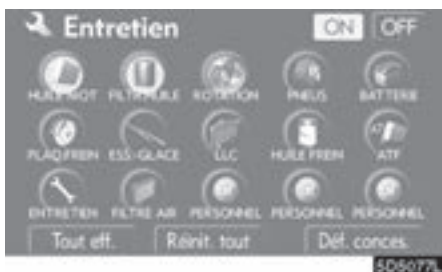 Entretien ON OFF
HUILE MOT FILTR.HUILE ROTATION PNEUS BATTERIE
PLAQ.FREIN ESS.-GLACE LLC HUILE FREIN ATF
ENTRETIEN FILTRE AIR PERSONNEL PERSONNEL PERSONNEL
Tout eff. Réinit. tout Déf. conces.